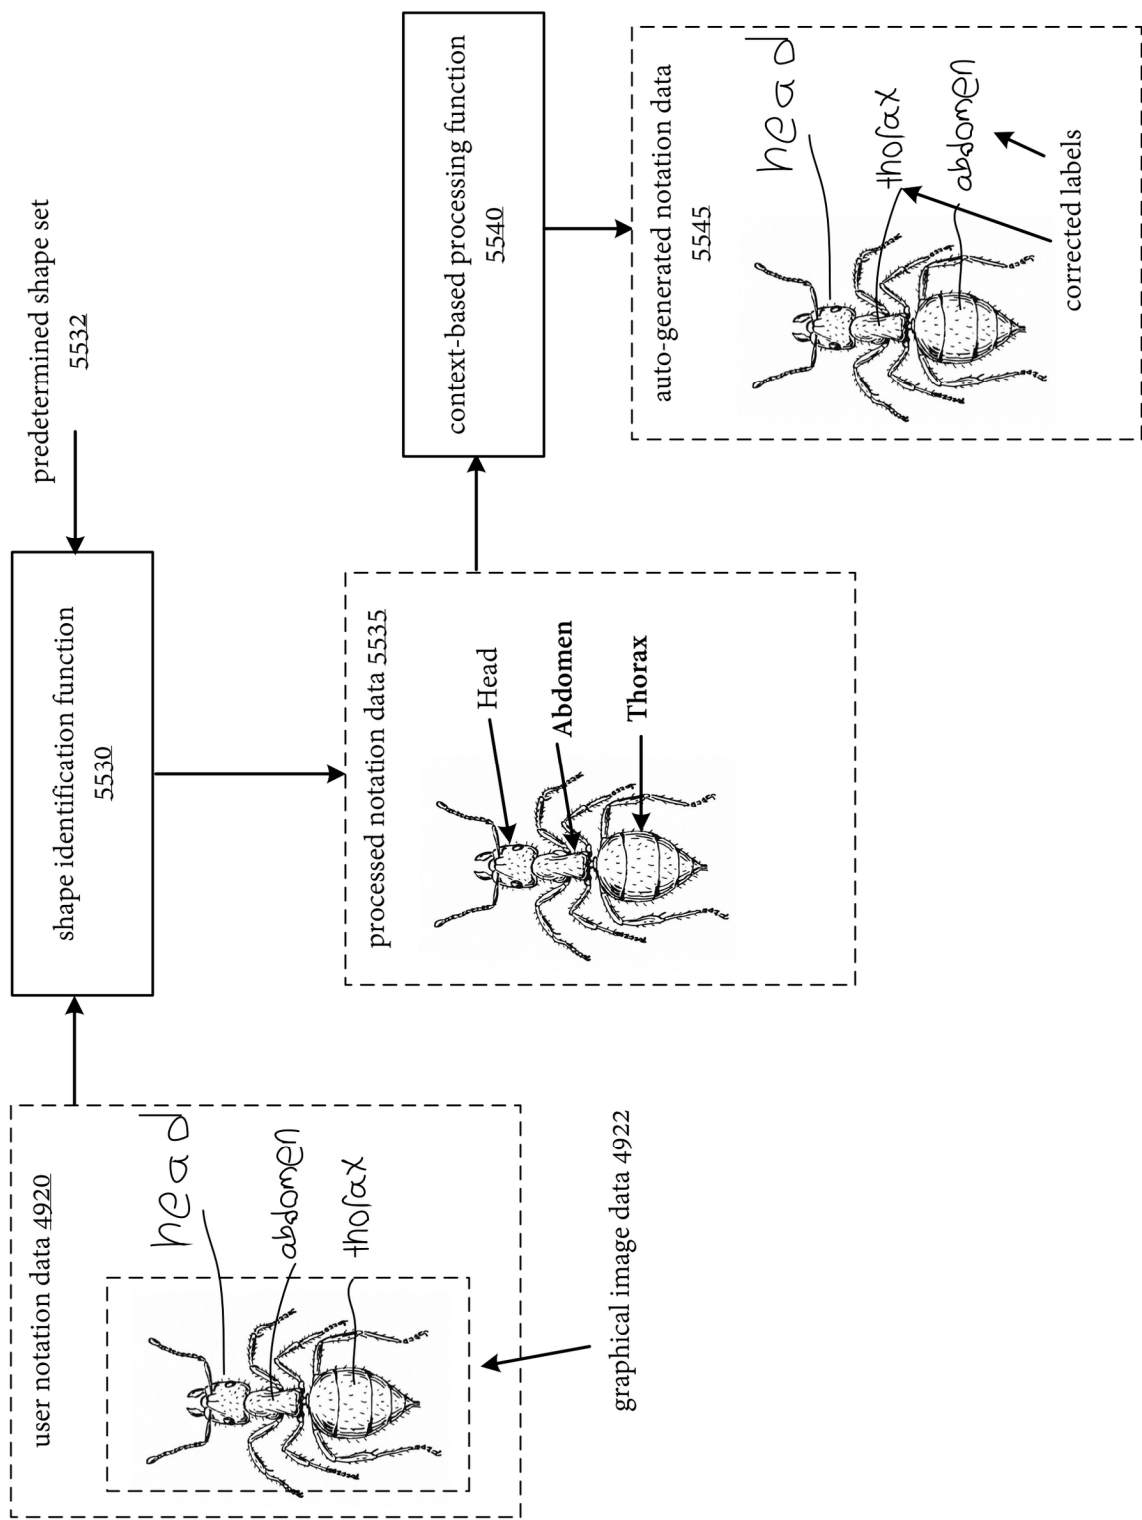 user notation data 4920
head
abdomen
thorax
graphical image data 4922
shape identification function
5530
predetermined shape set
5532
processed notation data 5535
Head
Abdomen
Thorax
context-based processing function
5540
auto-generated notation data
5545
head
thorax
abdomen
corrected labels